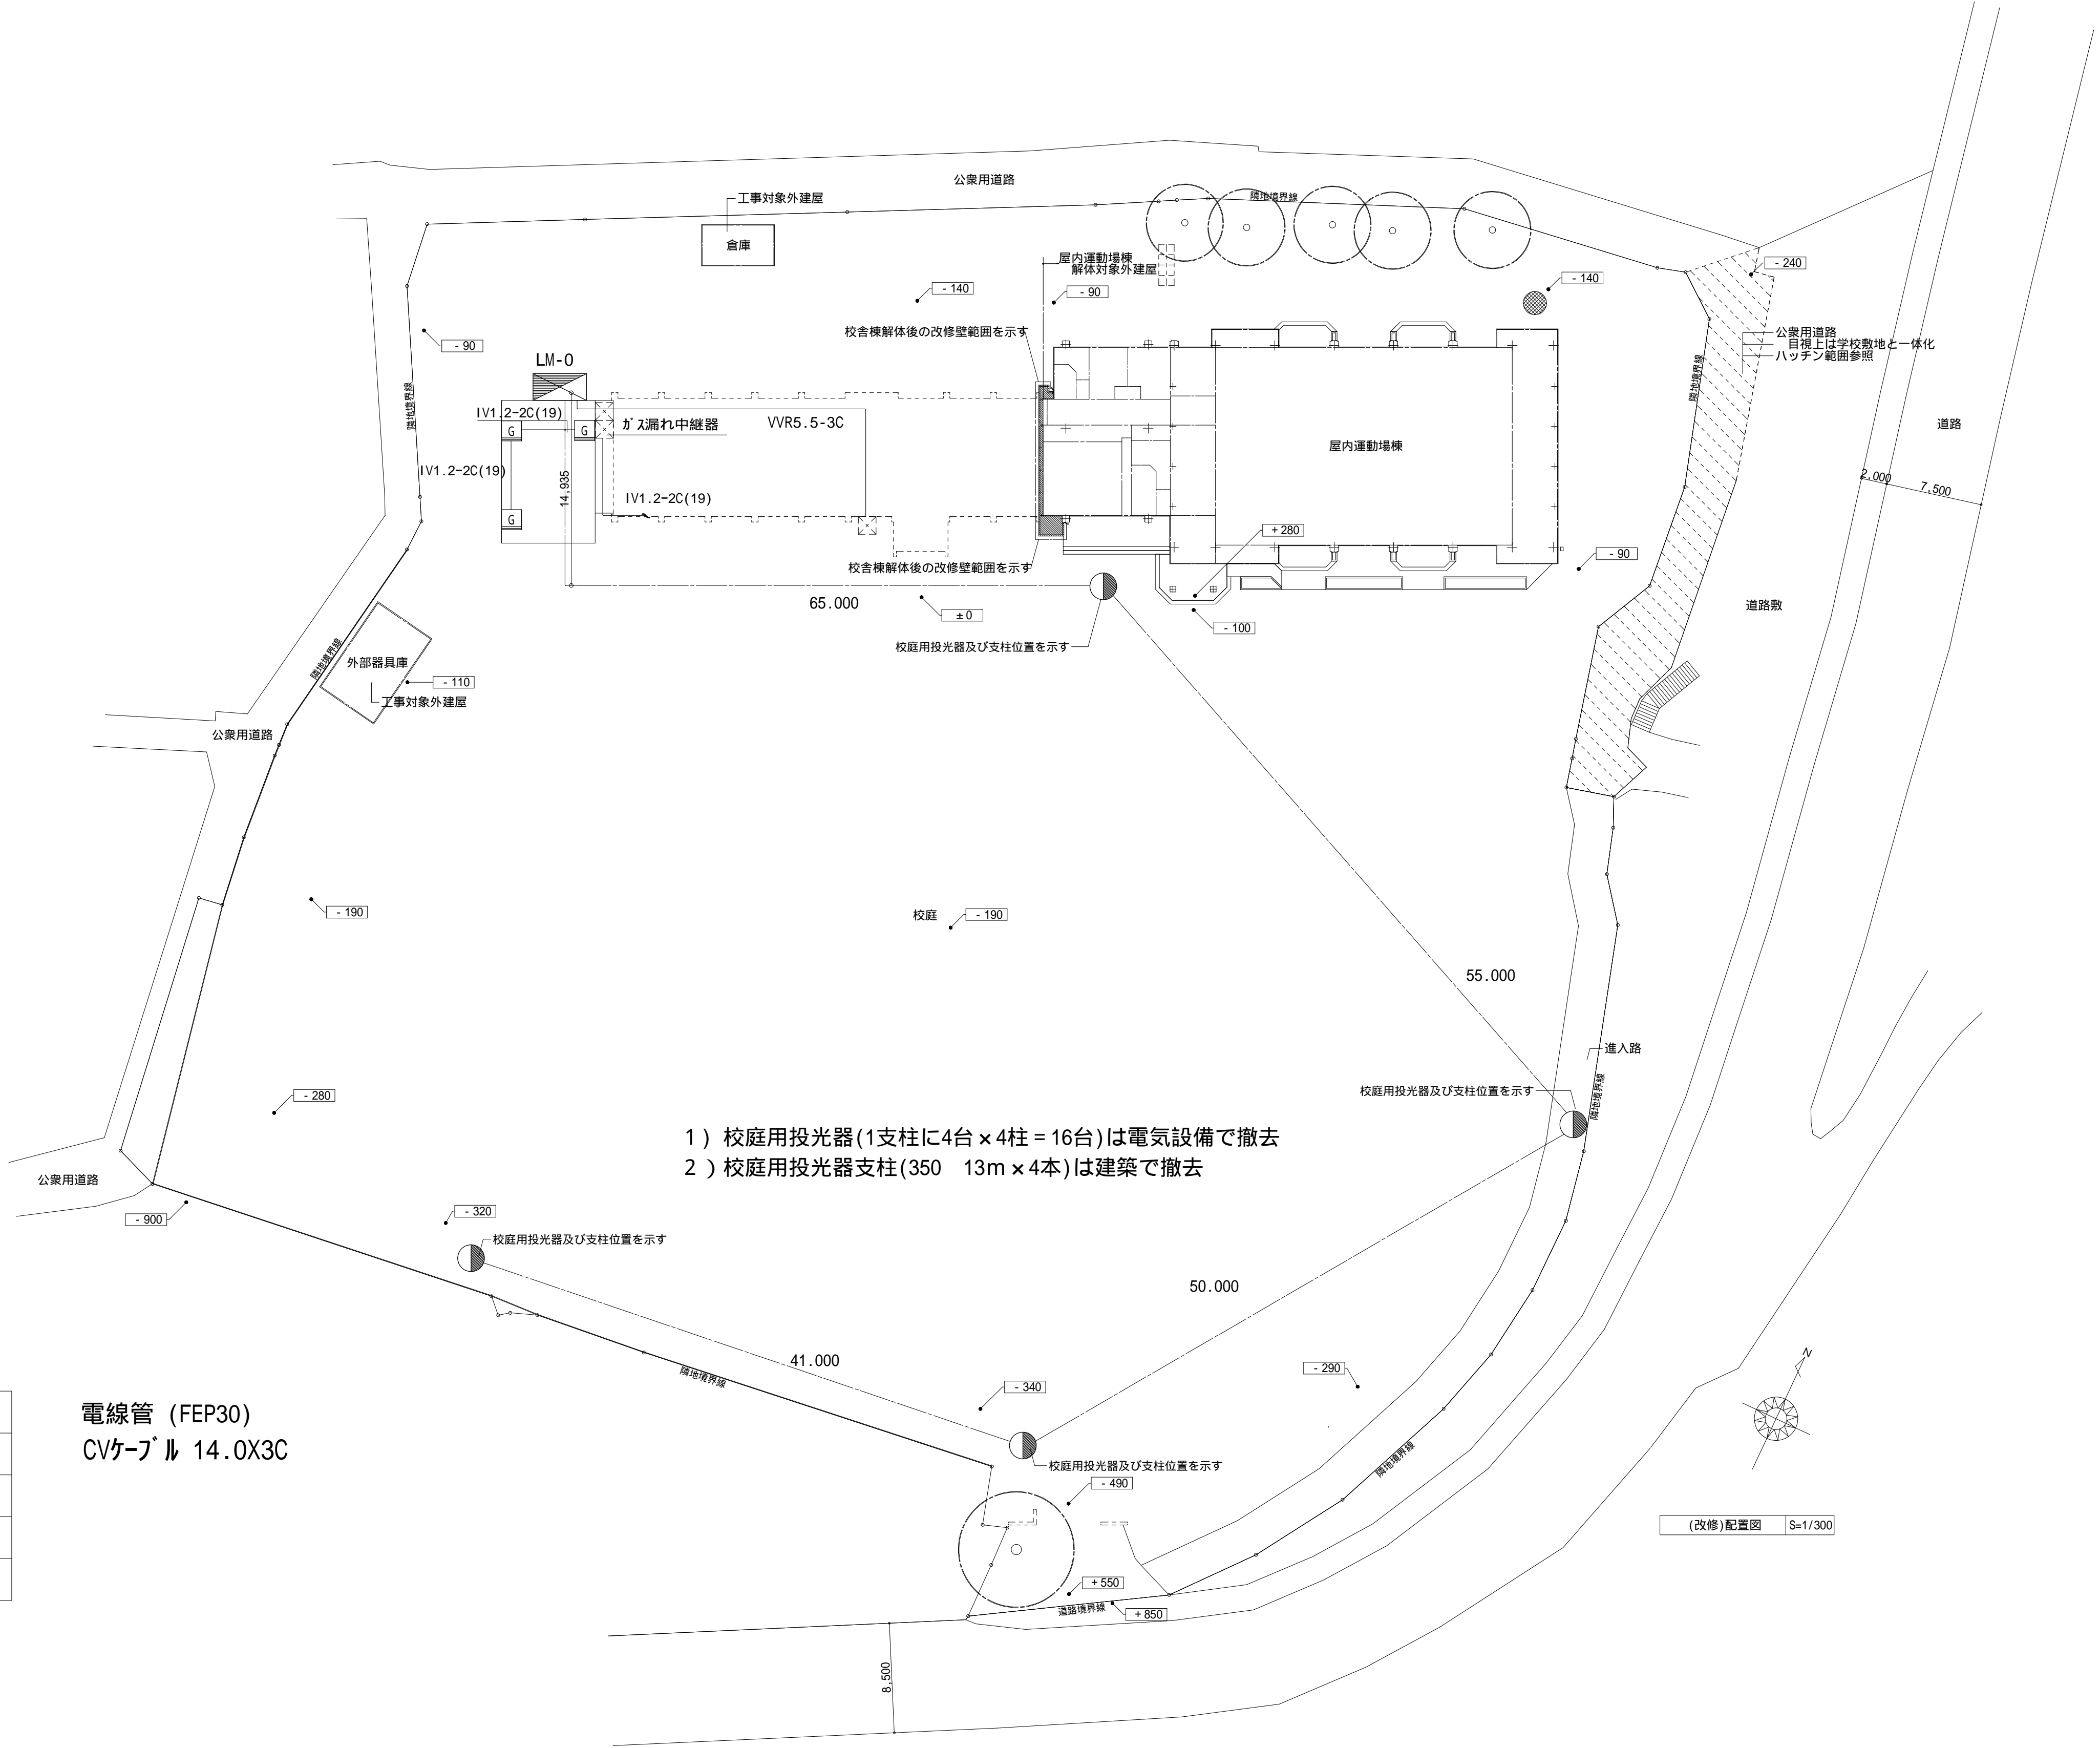 公衆用道路
隣地境界線
工事対象外建屋
倉庫
屋内運動場棟
解体対象外建屋
- 240
- 140
- 140
- 90
公衆用道路
目視上は学校敷地と一体化
ハッチン範囲参照
校舎棟解体後の改修壁範囲を示す
- 90
LM-O
隣地境界線
隣地境界線
IV1.2-2C(19)
G
G
ｶﾞｽ漏れ中継器
VVR5.5-3C
屋内運動場棟
道路
IV1.2-2C(19)
14,935
IV1.2-2C(19)
G
2,000
7,500
+ 280
- 90
校舎棟解体後の改修壁範囲を示す
65.000
± 0
- 100
道路敷
校庭用投光器及び支柱位置を示す
隣地境界線
外部器具庫
- 110
工事対象外建屋
公衆用道路
- 190
校庭
- 190
55.000
進入路
校庭用投光器及び支柱位置を示す
隣地境界線
- 280
1) 校庭用投光器(1支柱に4台×4柱＝16台)は電気設備で撤去
2 ) 校庭用投光器支柱(350　13m×4本)は建築で撤去
公衆用道路
- 900
- 320
校庭用投光器及び支柱位置を示す
50.000
41.000
隣地境界線
- 340
- 290
N
電線管 (FEP30)
CVｹｰﾌﾞﾙ 14.0X3C
校庭用投光器及び支柱位置を示す
隣地境界線
- 490
(改修)配置図 S=1/300
+ 550
道路境界線
+ 850
8,500